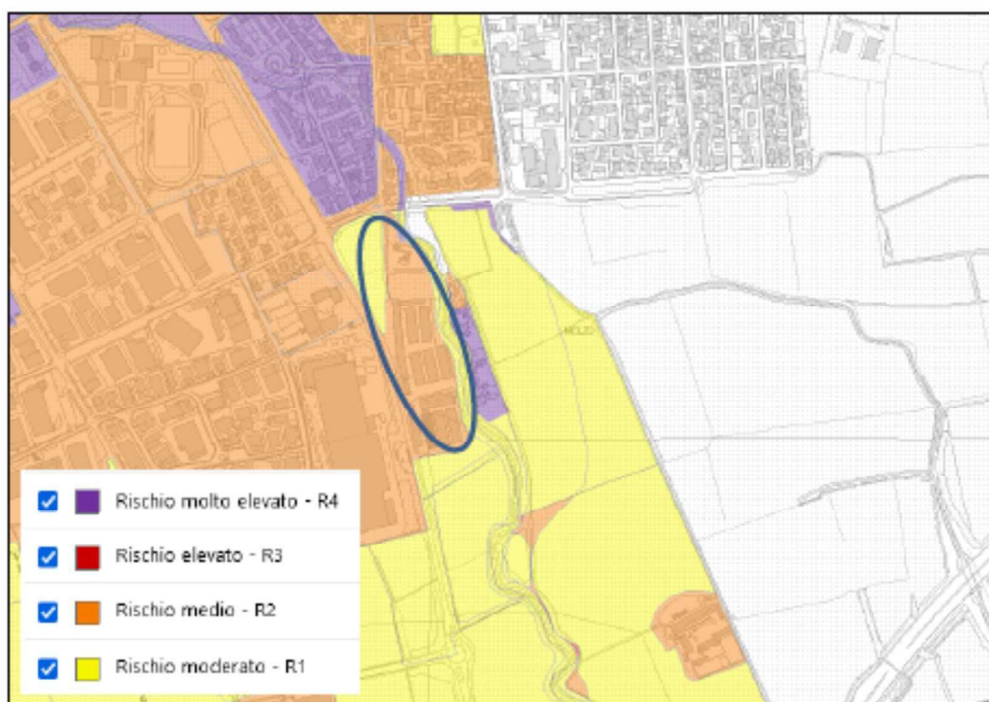 Rischio molto elevato - R4
Rischio elevato - R3
Rischio medio - R2
Rischio moderato - R1